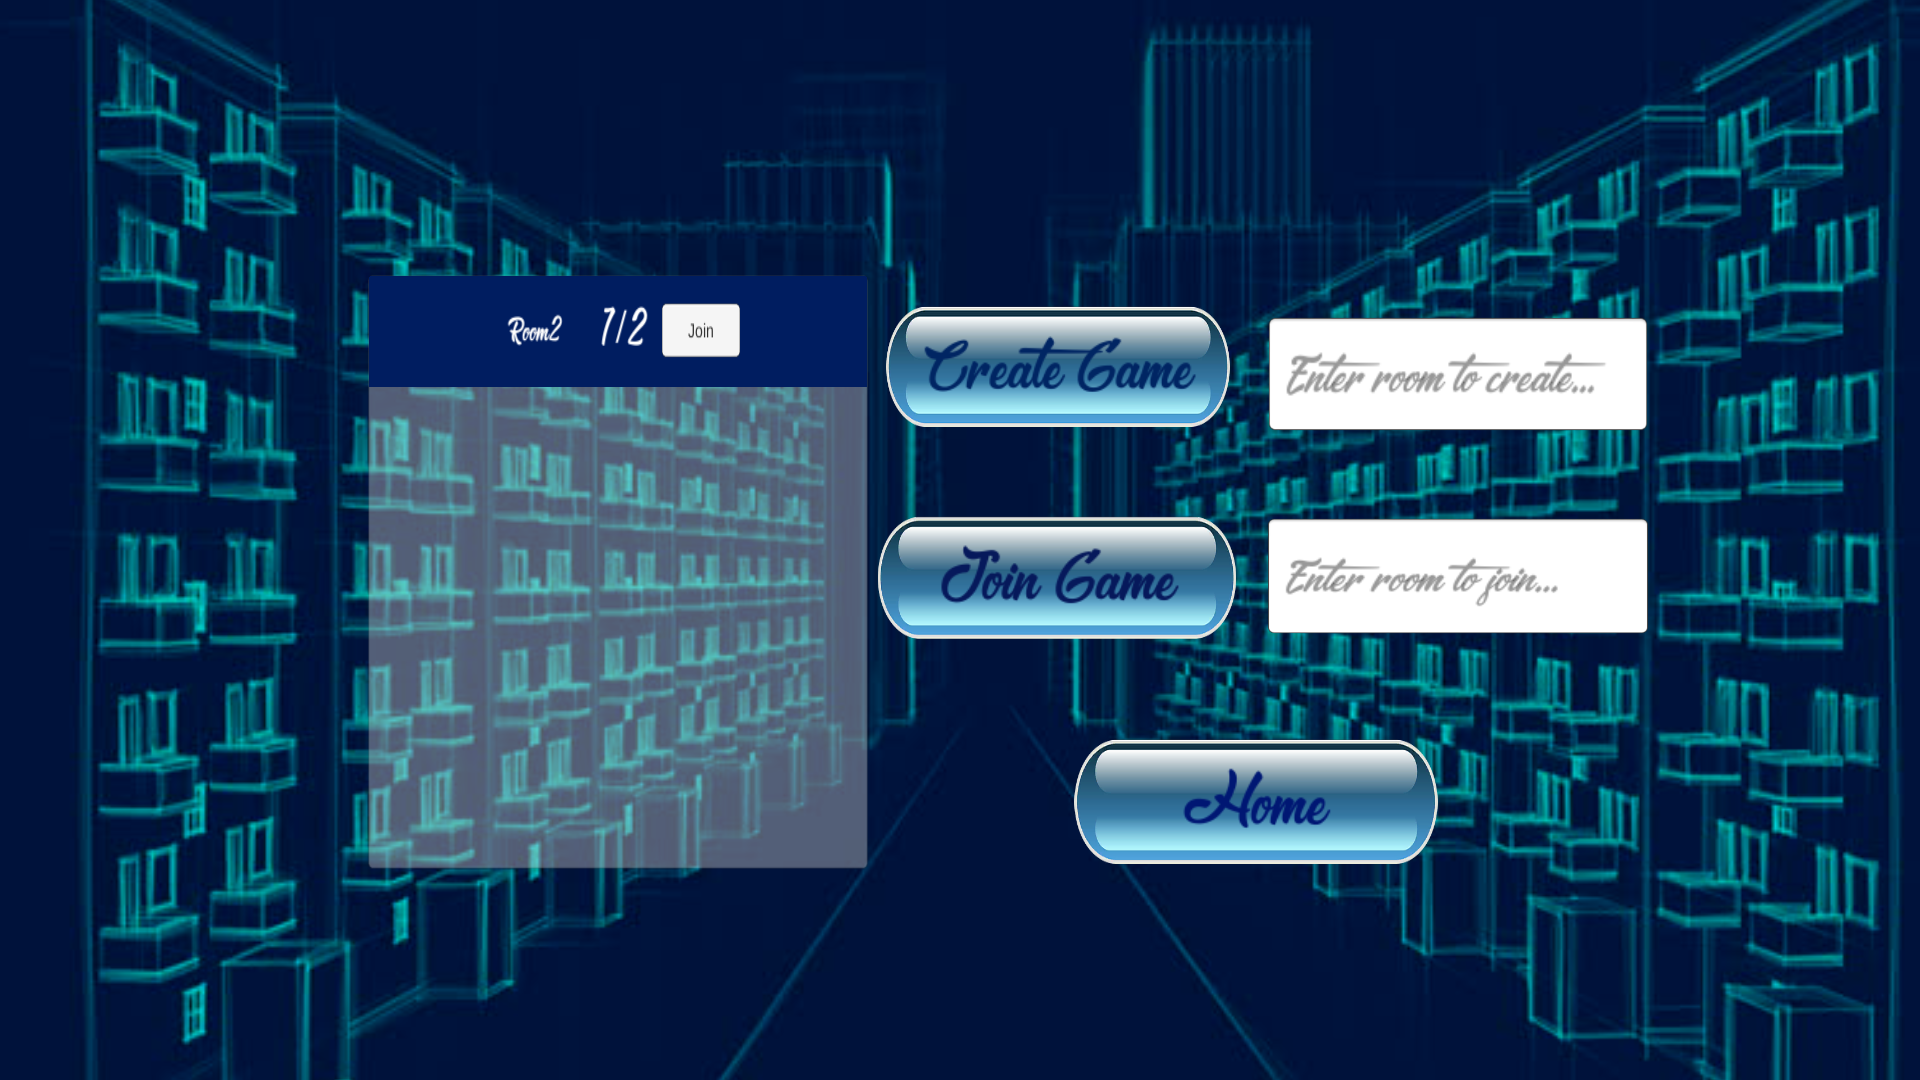 Room2 1/2 Join
Create Game
Enter room to create...
Join Game
Enter room to join...
Home